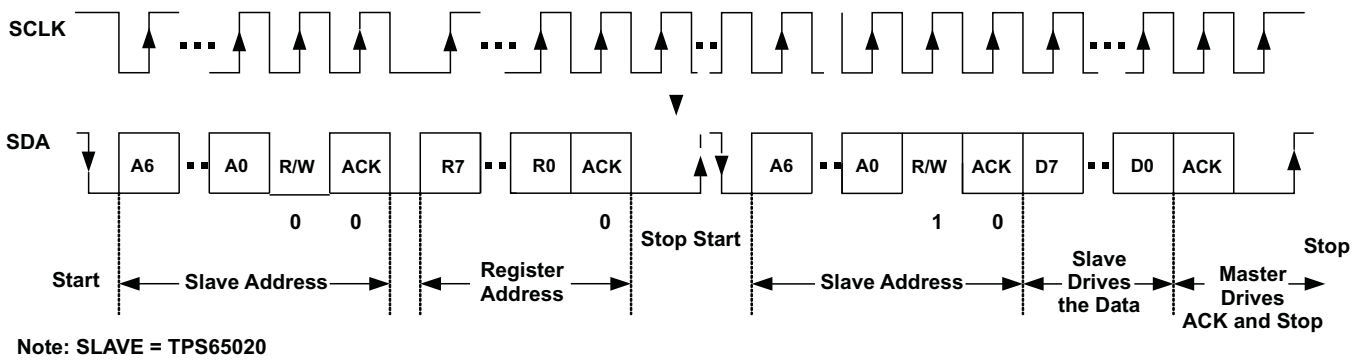 SCLK
SDA
A6 A0 R/W ACK R7 R0 ACK A6 A0 R/W ACK D7 D0 ACK
0 0 0 1 0
Stop Start
Stop
Start
Slave Address
Register
Address
Slave Address
Slave
Drives
the Data
Master
Drives
ACK and Stop
Note: SLAVE = TPS65020